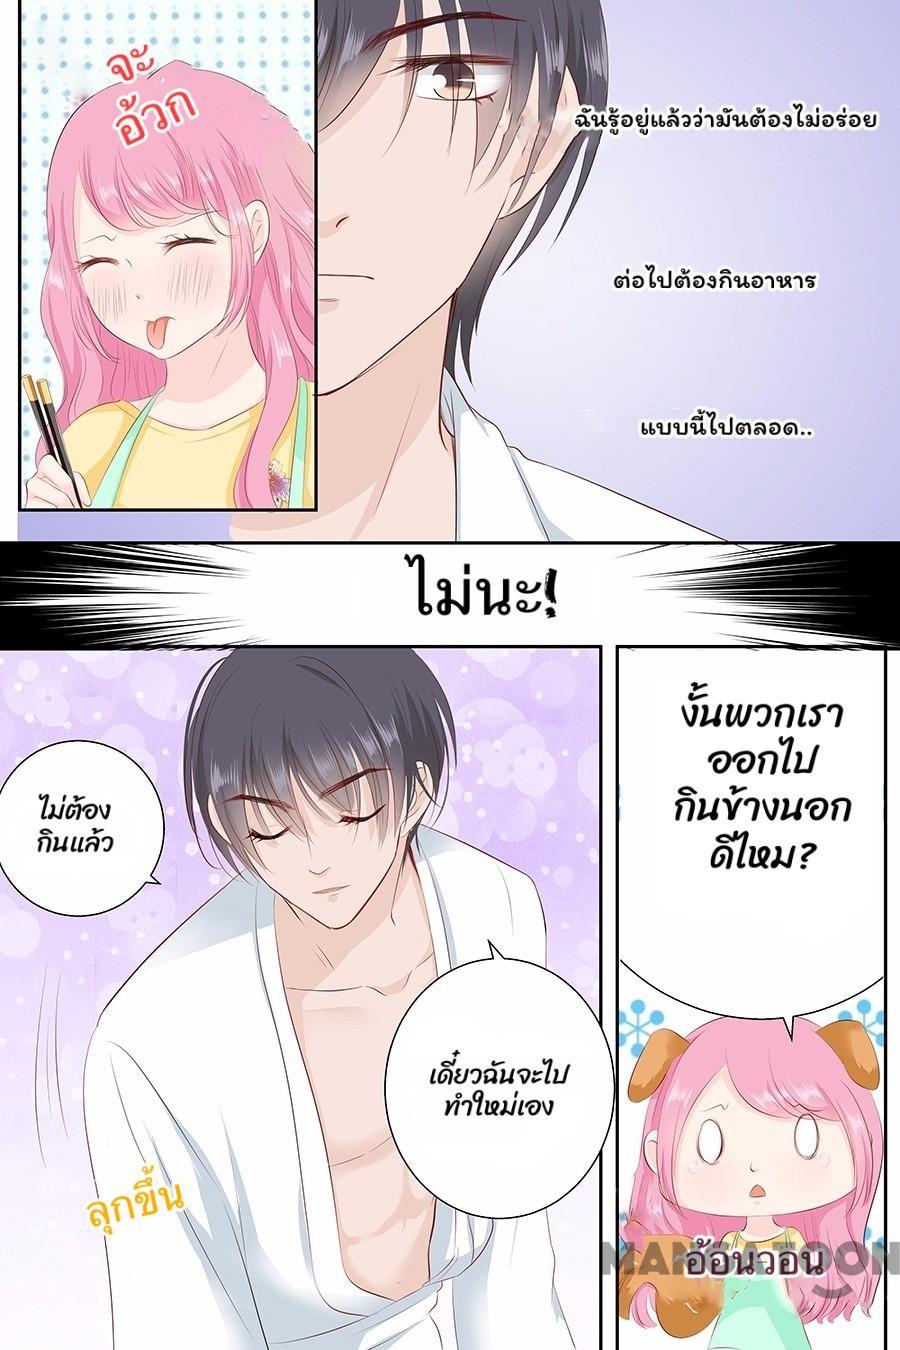 จะ
อ้วก
ฉันรู้อยู่แล้วว่ามันต้องไม่อร่อย
ต่อไปต้องกินอาหาร
แบบนี้ไปตลอด..
ไม่นะ!
งั้นพวกเรา
ออกไป
กินข้างนอก
ดีไหม?
ไม่ต้อง
กินแล้ว
เดี๋ยวฉันจะไป
ทำใหม่เอง
ลุกขึ้น
MANGATOON
อ้อนวอน